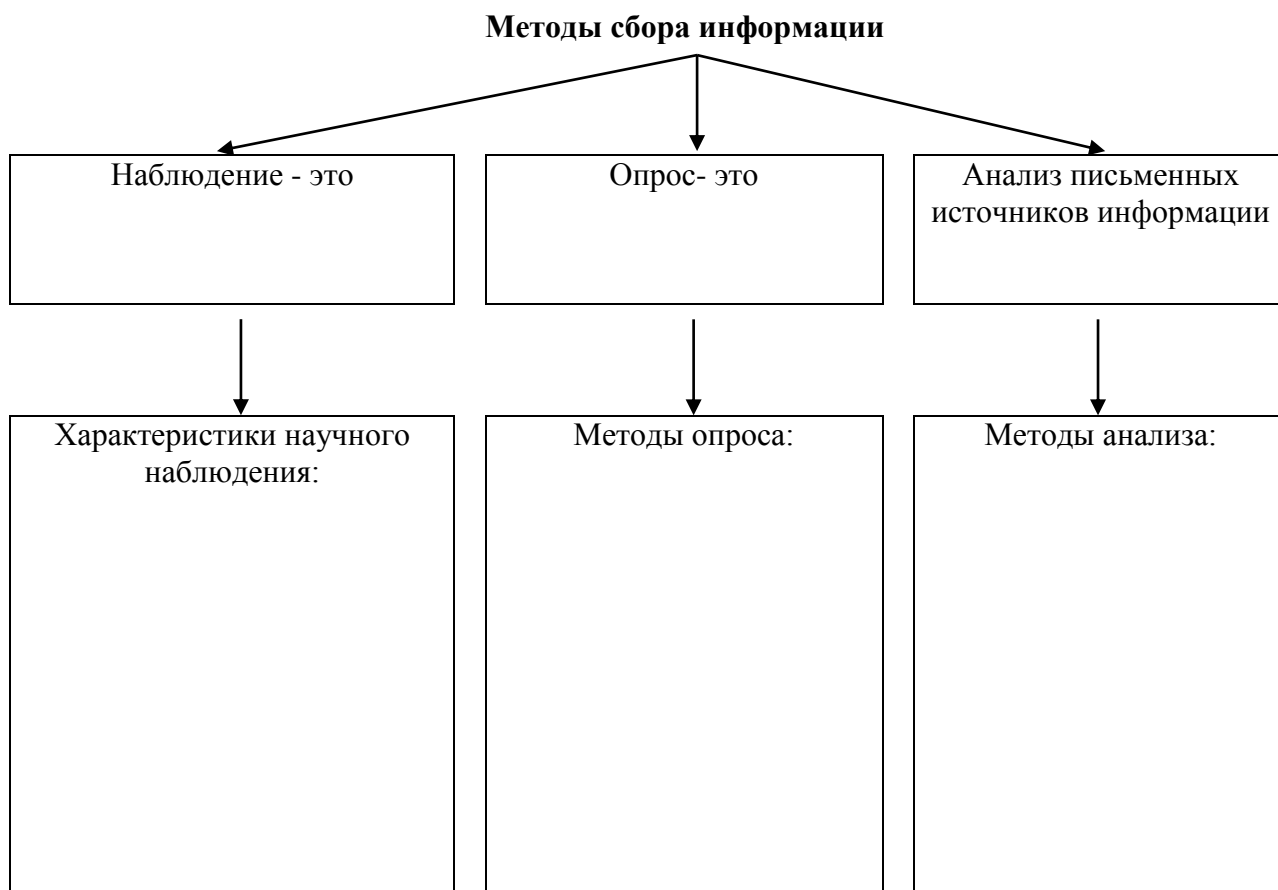 Методы сбора информации
Наблюдение - это
Опрос- это
Анализ письменных
источников информации
Характеристики научного
наблюдения:
Методы опроса:
Методы анализа: